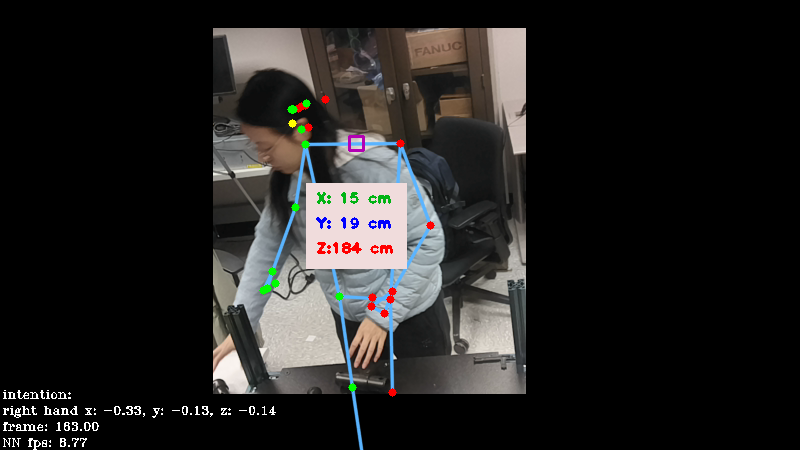 FANUC
X: 15 cm
Y: 19 cm
Z:184 cm
intention:
right hand x: -0.33, y: -0.13, z: -0.14
frame: 163.00
NN fps: 8.77